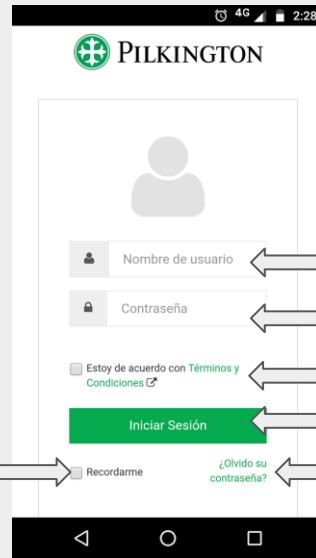 4G 2:28
PILKINGTON
Nombre de usuario
Contraseña
Estoy de acuerdo con Términos y
Condiciones
Iniciar Sesión
Recordarme
¿Olvido su
contraseña?